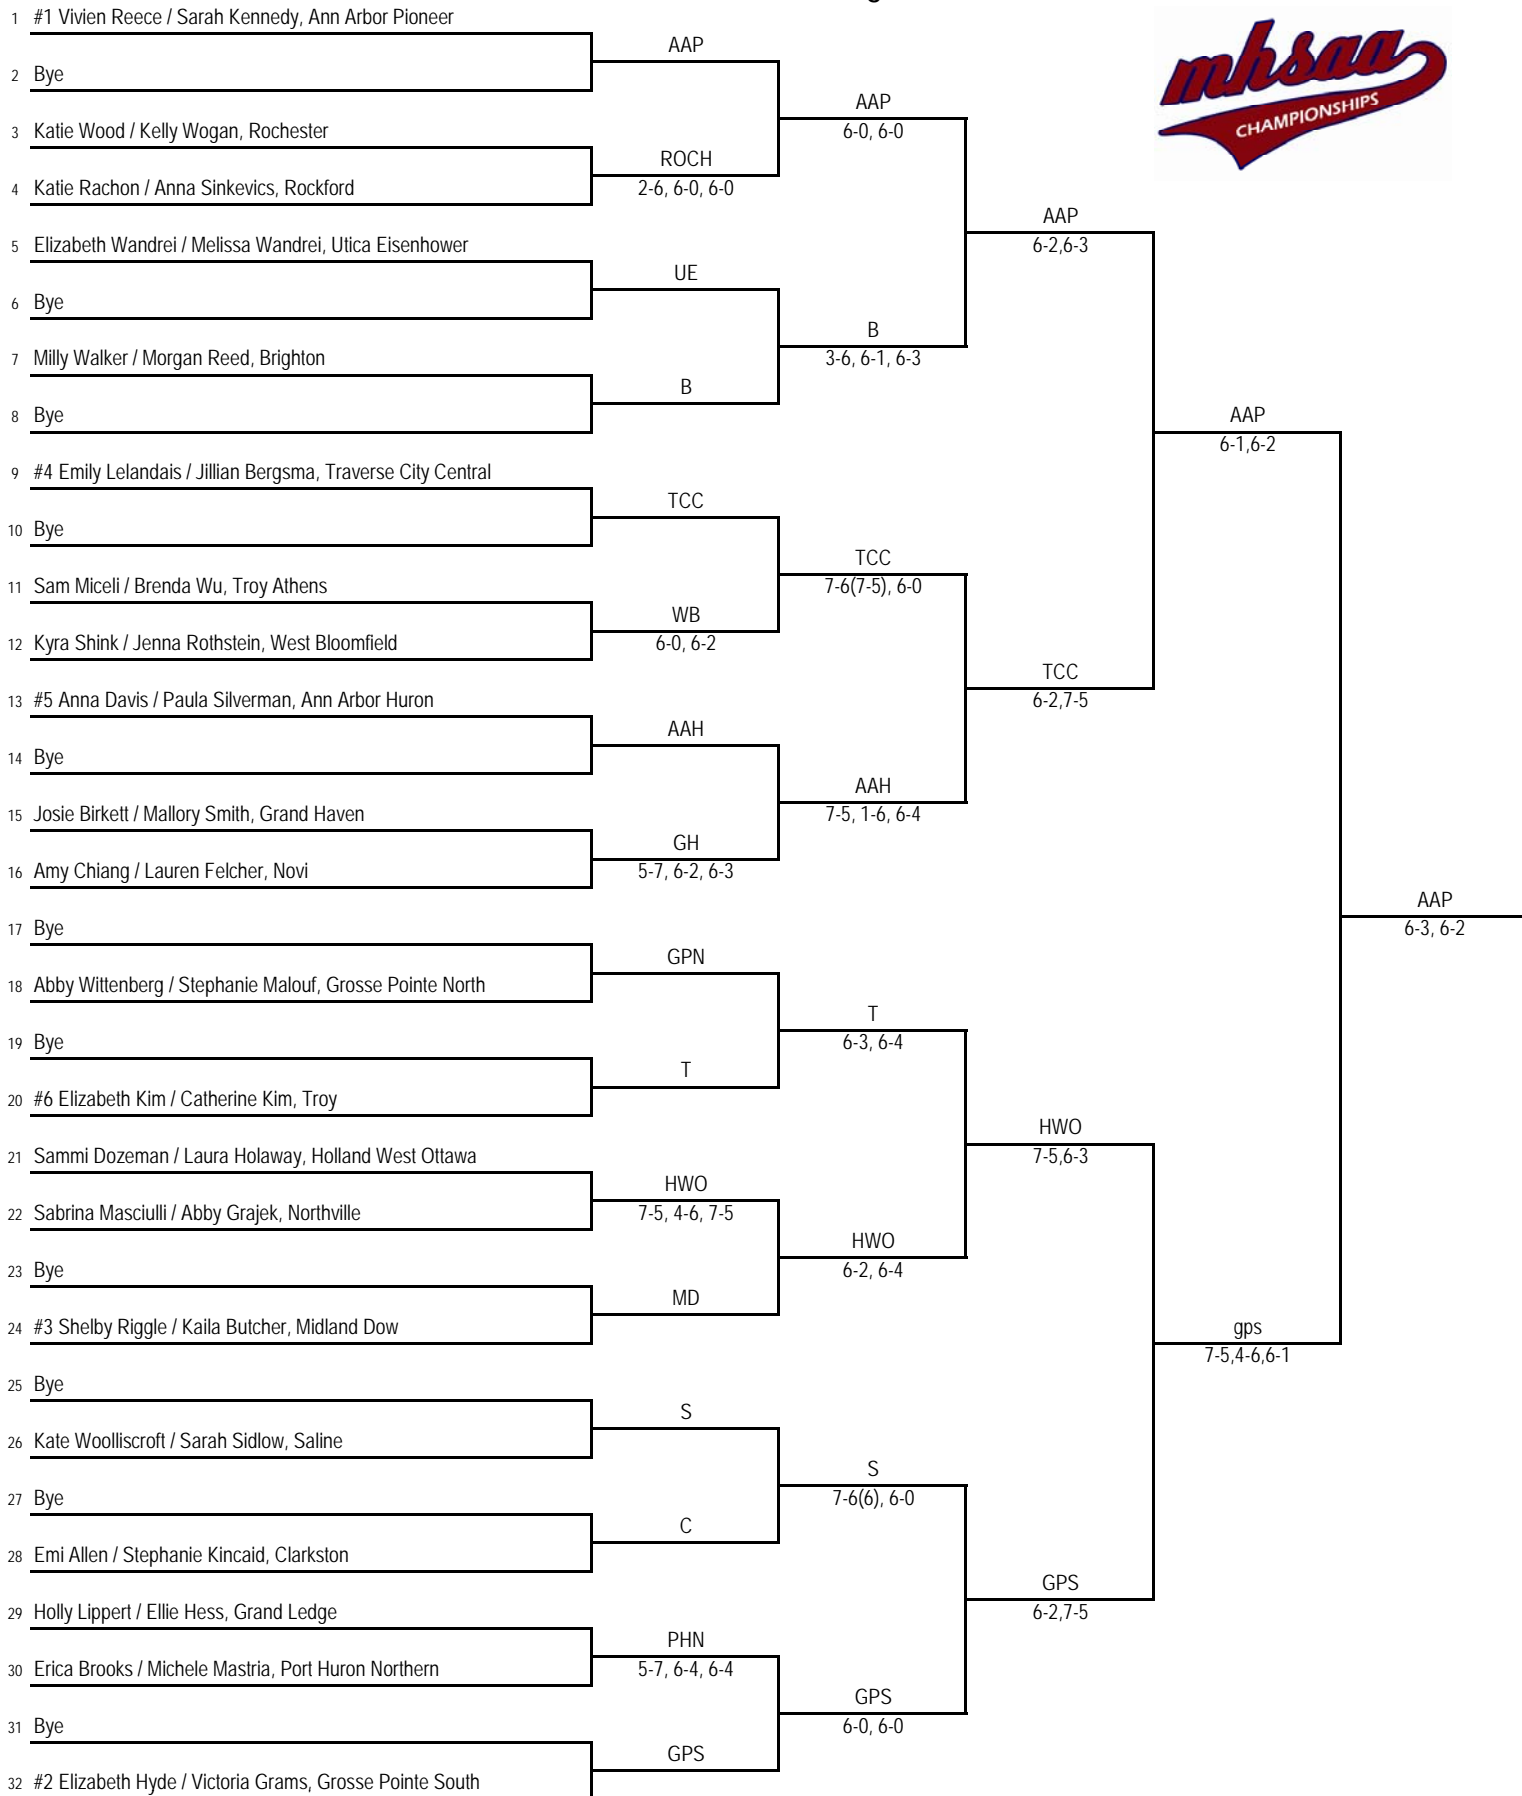 1 #1 Vivien Reece / Sarah Kennedy, Ann Arbor Pioneer
2 Bye
3 Katie Wood / Kelly Wogan, Rochester
4 Katie Rachon / Anna Sinkevics, Rockford
5 Elizabeth Wandrei / Melissa Wandrei, Utica Eisenhower
6 Bye
7 Milly Walker / Morgan Reed, Brighton
8 Bye
9 #4 Emily Lelandais / Jillian Bergsma, Traverse City Central
10 Bye
11 Sam Miceli / Brenda Wu, Troy Athens
12 Kyra Shink / Jenna Rothstein, West Bloomfield
13 #5 Anna Davis / Paula Silverman, Ann Arbor Huron
14 Bye
15 Josie Birkett / Mallory Smith, Grand Haven
16 Amy Chiang / Lauren Felcher, Novi
17 Bye
18 Abby Wittenberg / Stephanie Malouf, Grosse Pointe North
19 Bye
20 #6 Elizabeth Kim / Catherine Kim, Troy
21 Sammi Dozeman / Laura Holaway, Holland West Ottawa
22 Sabrina Masciulli / Abby Grajek, Northville
23 Bye
24 #3 Shelby Riggle / Kaila Butcher, Midland Dow
25 Bye
26 Kate Woolliscroft / Sarah Sidlow, Saline
27 Bye
28 Emi Allen / Stephanie Kincaid, Clarkston
29 Holly Lippert / Ellie Hess, Grand Ledge
30 Erica Brooks / Michele Mastria, Port Huron Northern
31 Bye
32 #2 Elizabeth Hyde / Victoria Grams, Grosse Pointe South
AAP
ROCH
2-6, 6-0, 6-0
UE
B
TCC
WB
6-0, 6-2
AAH
GH
5-7, 6-2, 6-3
GPN
T
HWO
7-5, 4-6, 7-5
MD
S
C
PHN
5-7, 6-4, 6-4
GPS
AAP
6-0, 6-0
B
3-6, 6-1, 6-3
TCC
7-6(7-5), 6-0
AAH
7-5, 1-6, 6-4
T
6-3, 6-4
HWO
6-2, 6-4
S
7-6(6), 6-0
GPS
6-0, 6-0
AAP
6-2,6-3
TCC
6-2,7-5
HWO
7-5,6-3
GPS
6-2,7-5
AAP
6-1,6-2
gps
7-5,4-6,6-1
AAP
6-3, 6-2
mhsaa
CHAMPIONSHIPS